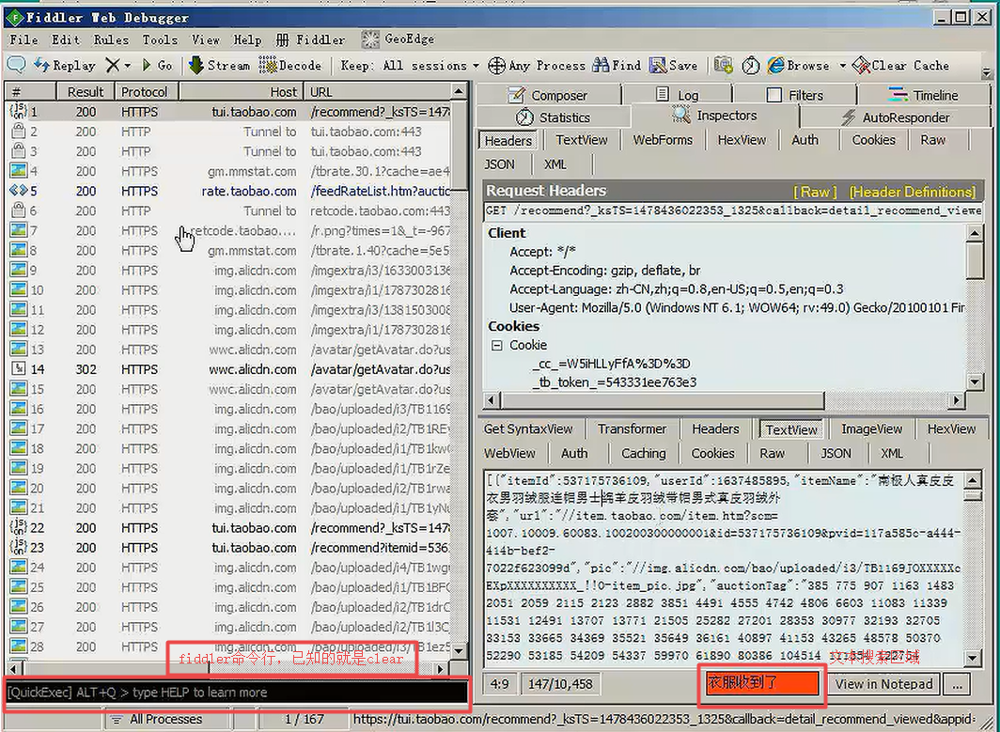 Fiddler Web Debugger
File Edit Rules Tools View Help Fiddler GeoEdge
Replay Go Stream Decode Keep: All sessions Any Process Find Save Browse Clear Cache
# Result Protocol Host URL
1 200 HTTPS tui.taobao.com /recommend?_ksTS=1478
2 200 HTTP Tunnel to tui.taobao.com:443
3 200 HTTP Tunnel to tui.taobao.com:443
4 200 HTTPS gm.mmstat.com /tbrate.30.1?cache=ae4
5 200 HTTPS rate.taobao.com /feedRateList.htm?auctio
6 200 HTTP Tunnel to retcode.taobao.com:443
7 200 HTTPS retcode.taobao.... /r.png?times=1&_t=-967
8 200 HTTPS gm.mmstat.com /tbrate.1.40?cache=5e5
9 200 HTTPS img.alicdn.com /imgextra/i3/1633003136
10 200 HTTPS img.alicdn.com /imgextra/i1/1787302816
11 200 HTTPS img.alicdn.com /imgextra/i3/1381503008
12 200 HTTPS img.alicdn.com /imgextra/i1/1787302816
13 200 HTTPS wwc.alicdn.com /avatar/getAvatar.do?us
14 302 HTTPS wwc.alicdn.com /avatar/getAvatar.do?us
15 200 HTTPS wwc.alicdn.com /avatar/getAvatar.do?us
16 200 HTTPS img.alicdn.com /bao/uploaded/i3/TB1169
17 200 HTTPS img.alicdn.com /bao/uploaded/i2/TB1REy
18 200 HTTPS img.alicdn.com /bao/uploaded/i1/TB1kw
19 200 HTTPS img.alicdn.com /bao/uploaded/i1/TB1rZe
20 200 HTTPS img.alicdn.com /bao/uploaded/i2/TB1rwa
21 200 HTTPS img.alicdn.com /bao/uploaded/i1/TB1yNu
22 200 HTTPS tui.taobao.com /recommend?_ksTS=1478
23 200 HTTPS tui.taobao.com /recommend?itemid=536
24 200 HTTPS img.alicdn.com /bao/uploaded/i4/TB1wg
25 200 HTTPS img.alicdn.com /bao/uploaded/i1/TB1BFC
26 200 HTTPS img.alicdn.com /bao/uploaded/i1/TB1drC
27 200 HTTPS img.alicdn.com /bao/uploaded/i3/TB1l3C
28 200 HTTPS img.alicdn.com /bao/uploaded/i1/TB1ez5
fiddler命令行，已知的就是clear
[QuickExec] ALT+Q > type HELP to learn more
All Processes 1 / 167 https://tui.taobao.com/recommend?_ksTS=1478436022353_1325&callback=detail_recommend_viewed&appid=
Composer Log Filters Timeline
Statistics Inspectors AutoResponder
Headers TextView WebForms HexView Auth Cookies Raw
JSON XML
Request Headers [ Raw ] [Header Definitions]
GET /recommend?_ksTS=1478436022353_1325&callback=detail_recommend_viewe
Client
Accept: */*
Accept-Encoding: gzip, deflate, br
Accept-Language: zh-CN,zh;q=0.8,en-US;q=0.5,en;q=0.3
User-Agent: Mozilla/5.0 (Windows NT 6.1; WOW64; rv:49.0) Gecko/20100101 Fir
Cookies
Cookie
_cc_=W5iHLLyFfA%3D%3D
_tb_token_=543331ee763e3
Get SyntaxView Transformer Headers TextView ImageView HexView
WebView Auth Caching Cookies Raw JSON XML
[{"itemId":537175736109,"userId":1637485895,"itemName":"南极人真皮皮
衣男羽绒服连帽男士绵羊皮羽绒带帽男式真皮羽绒外
套","url":"//item.taobao.com/item.htm?scm=
1007.10009.60083.100200300000001&id=537175736109&pvid=117a585c-a444-
414b-bef2-
7022f623099d","pic":"//img.alicdn.com/bao/uploaded/i3/TB1169JOXXXXXc
EXpXXXXXXXXXX_!!0-item_pic.jpg","auctionTag":"385 775 907 1163 1483
2051 2059 2115 2123 2882 3851 4491 4555 4742 4806 6603 11083 11339
11531 12491 13707 13771 21505 25282 27201 28353 30977 32193 32705
33153 33665 34369 35521 35649 36161 40897 41153 43265 48578 50370
52290 53185 54209 54337 59970 61890 80386 104514
文本搜索区域
4:9 147/10,458 衣服收到了 View in Notepad ...